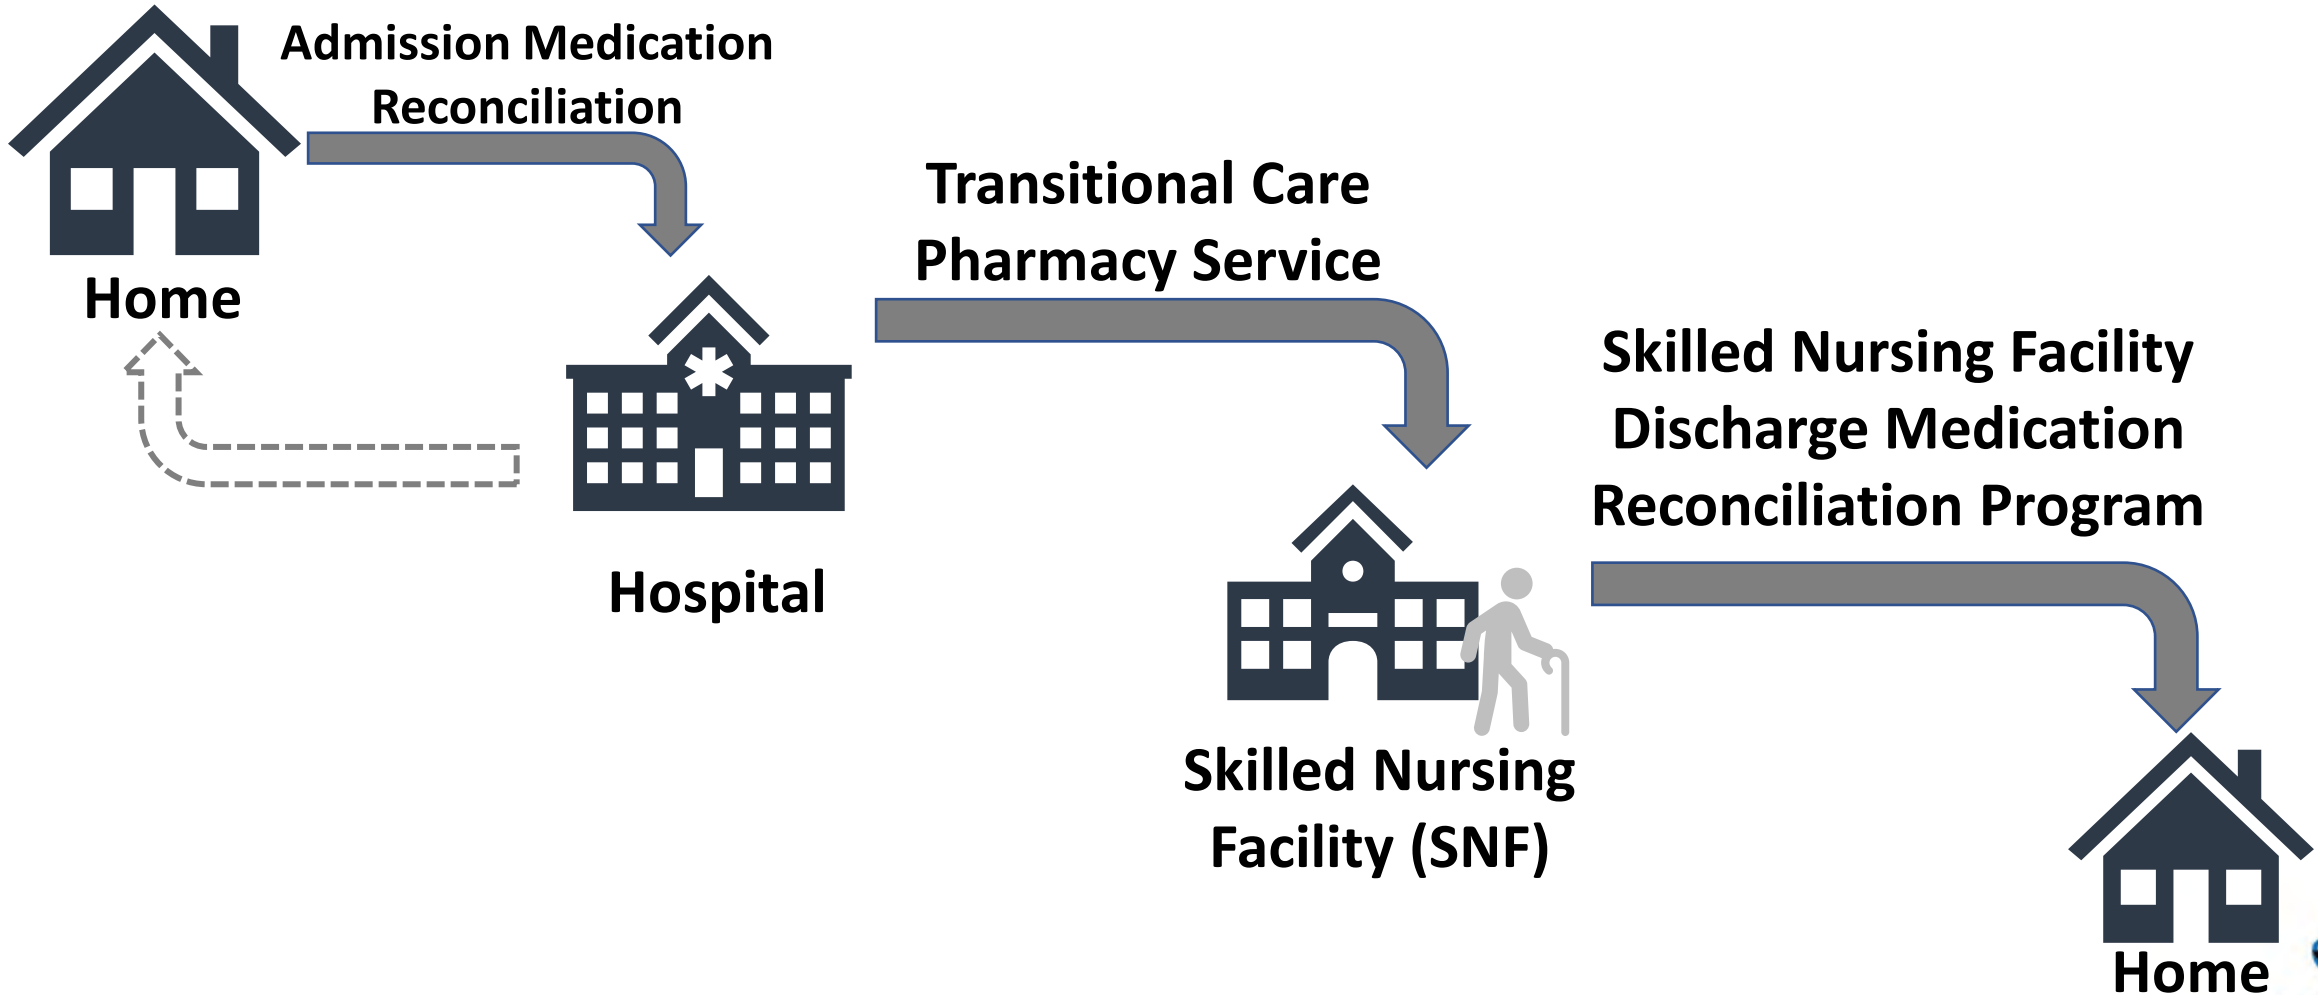 Admission Medication
Reconciliation
Home
Transitional Care
Pharmacy Service
Hospital
Skilled Nursing Facility
Discharge Medication
Reconciliation Program
Skilled Nursing
Facility (SNF)
Home